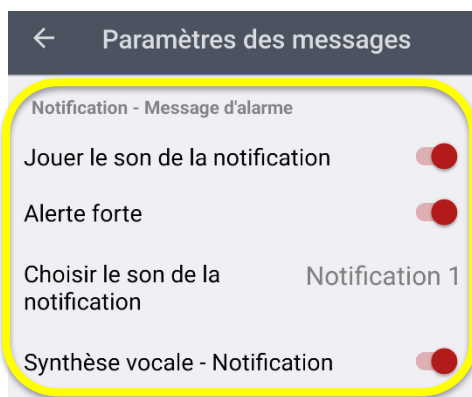 Paramètres des messages
Notification - Message d'alarme
Jouer le son de la notification
Alerte forte
Choisir le son de la
notification
Notification 1
Synthèse vocale - Notification